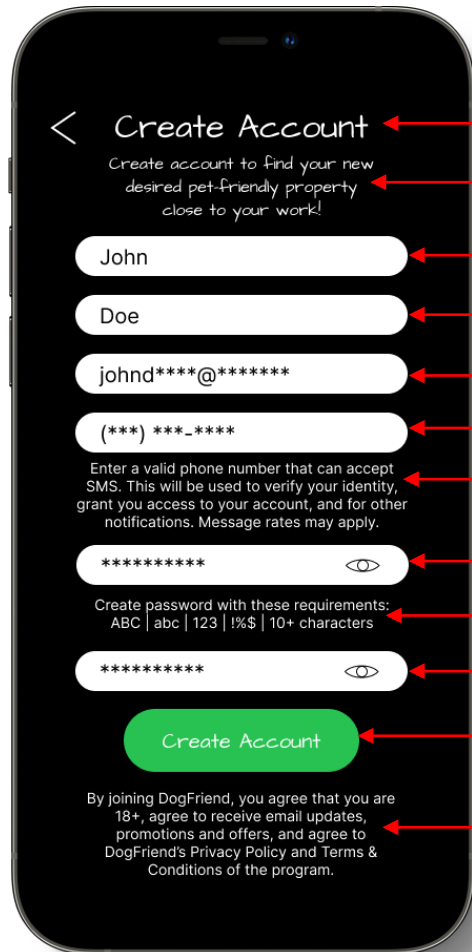 Create Account
Create account to find your new
desired pet-friendly property
close to your work!
John
Doe
johnd****@*******
(***) ***-****
Enter a valid phone number that can accept
SMS. This will be used to verify your identity,
grant you access to your account, and for other
notifications. Message rates may apply.
**********
Create password with these requirements:
ABC | abc | 123 | !%$ | 10+ characters
**********
Create Account
By joining DogFriend, you agree that you are
18+, agree to receive email updates,
promotions and offers, and agree to
DogFriend's Privacy Policy and Terms &
Conditions of the program.